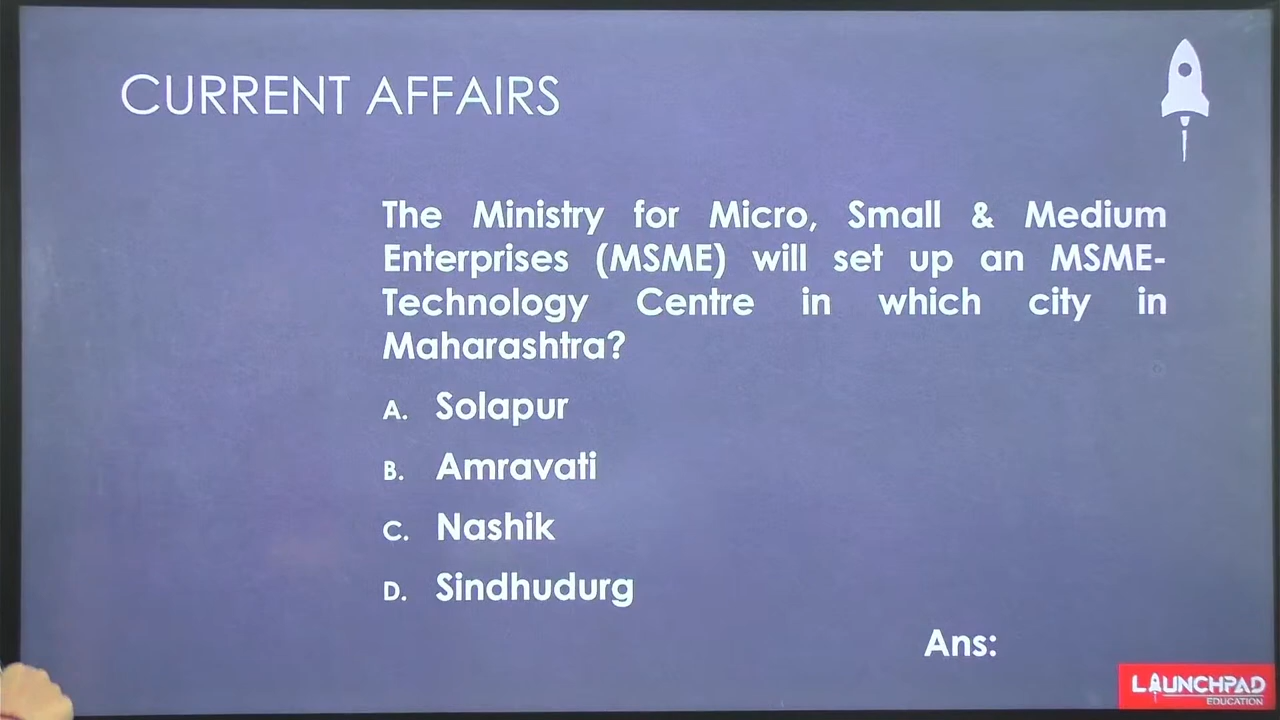 CURRENT AFFAIRS
The Ministry for Micro, Small & Medium
Enterprises (MSME) will set up an MSME-
Technology Centre in which city in
Maharashtra?
A. Solapur
B. Amravati
C. Nashik
D. Sindhudurg
Ans:
LAUNCHPAD
EDUCATION